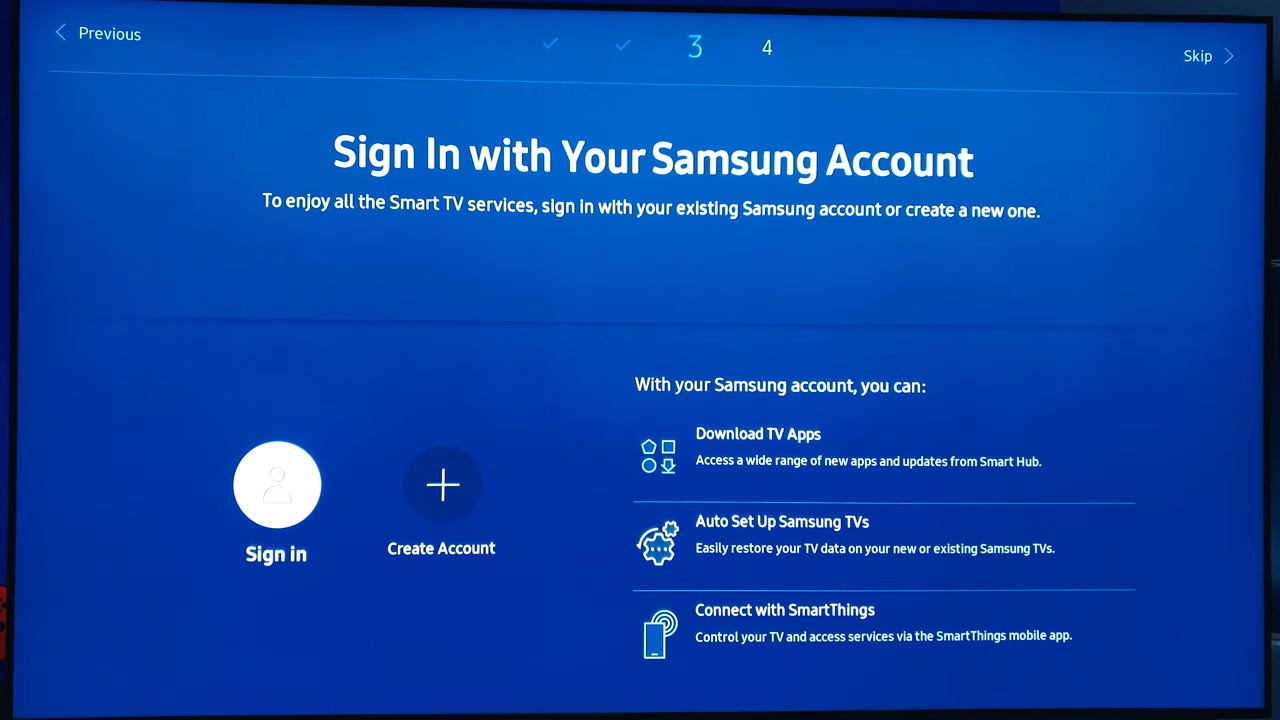 Previous
3
4
Skip
Sign In with Your Samsung Account
To enjoy all the Smart TV services, sign in with your existing Samsung account or create a new one.
With your Samsung account, you can:
Download TV Apps
Access a wide range of new apps and updates from Smart Hub.
Auto Set Up Samsung TVs
Easily restore your TV data on your new or existing Samsung TVs.
Connect with SmartThings
Control your TV and access services via the SmartThings mobile app.
Sign in
Create Account